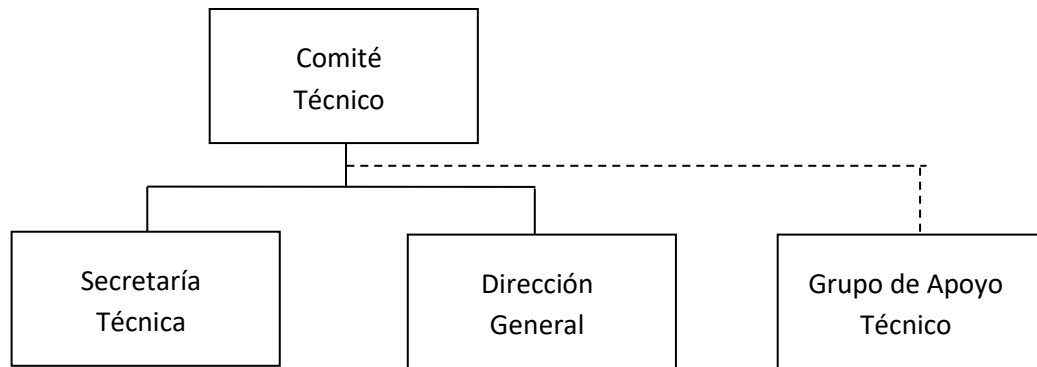 Comité
Técnico
Secretaría
Técnica
Dirección
General
Grupo de Apoyo
Técnico